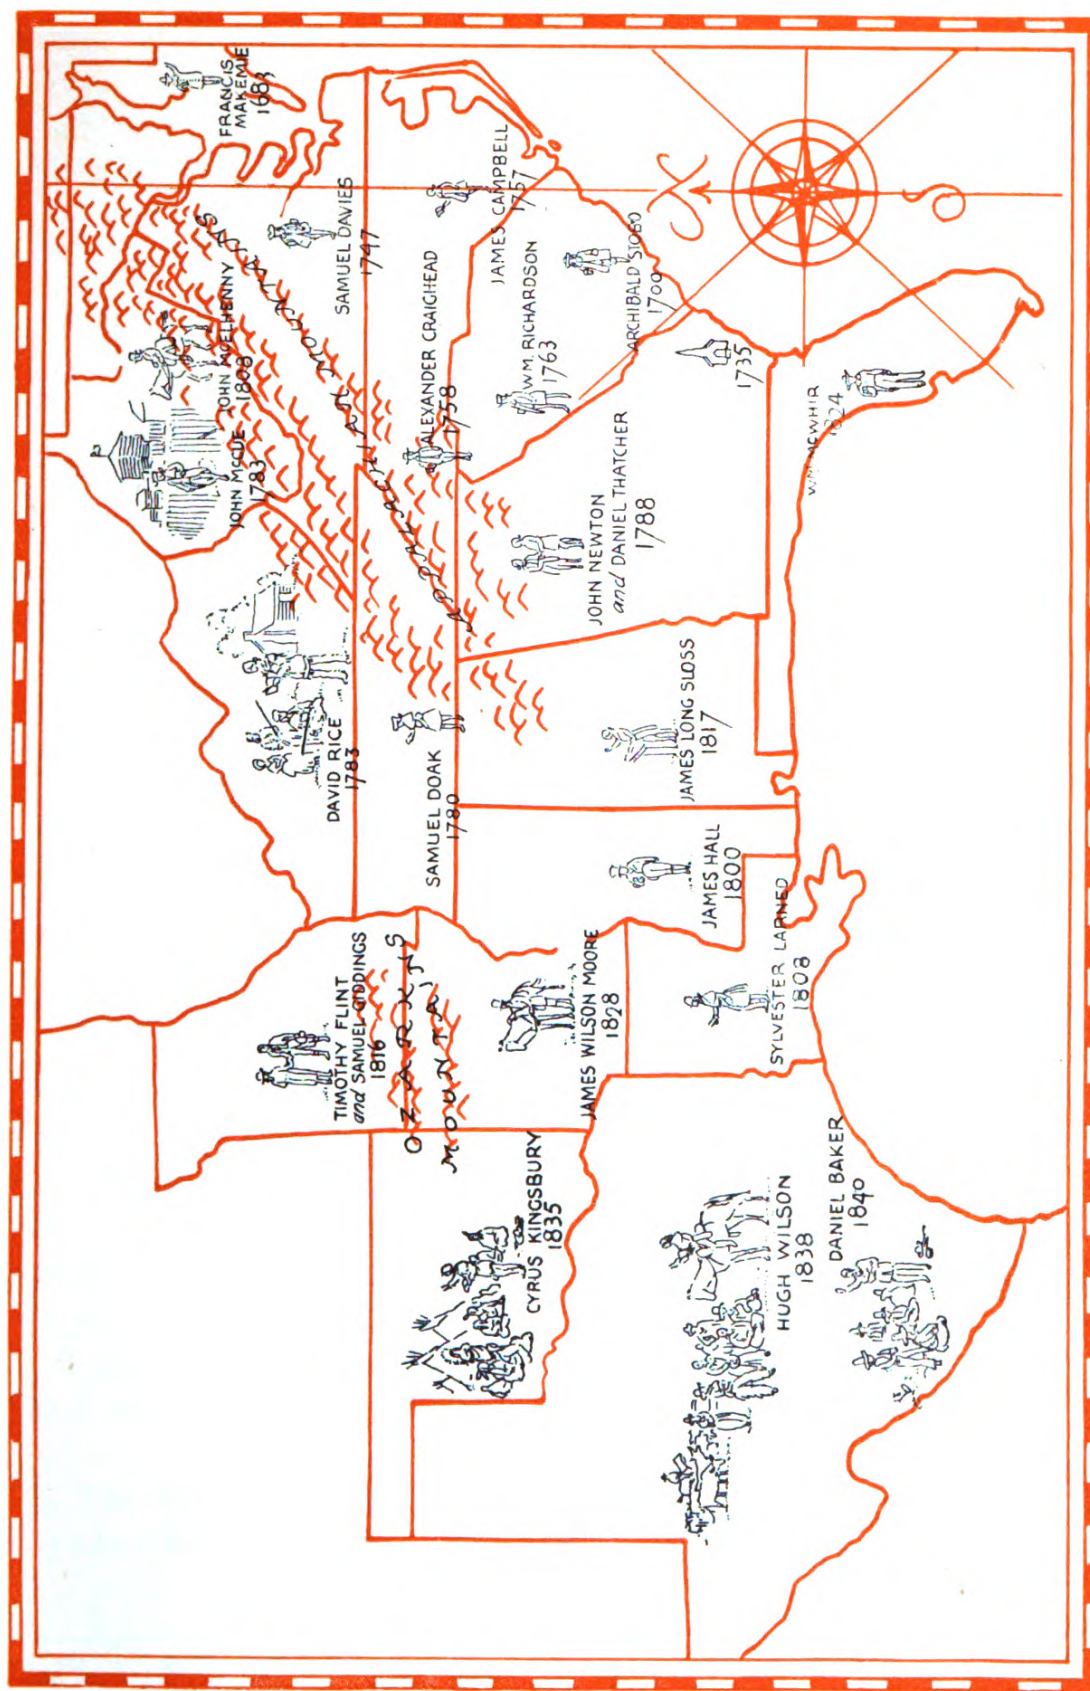 FRANCIS
MAKEMIE
1683
JOHN McELHENNY
1808
JOHN McCUE
1783
APPALACHIAN MOUNTAINS
SAMUEL DAVIES
1747
DAVID RICE
1783
ALEXANDER CRAIGHEAD
1758
JAMES CAMPBELL
1757
SAMUEL DOAK
1780
WM. RICHARDSON
1763
ARCHIBALD STOBO
1700
1735
JOHN NEWTON
and DANIEL THATCHER
1788
WM. McWHIR
1824
JAMES LONG SLOSS
1817
JAMES HALL
1800
SYLVESTER LARNED
1808
TIMOTHY FLINT
and SAMUEL GIDDINGS
1816
OZARK
MOUNTAINS
JAMES WILSON MOORE
1828
CYRUS KINGSBURY
1835
HUGH WILSON
1838
DANIEL BAKER
1840
N
S